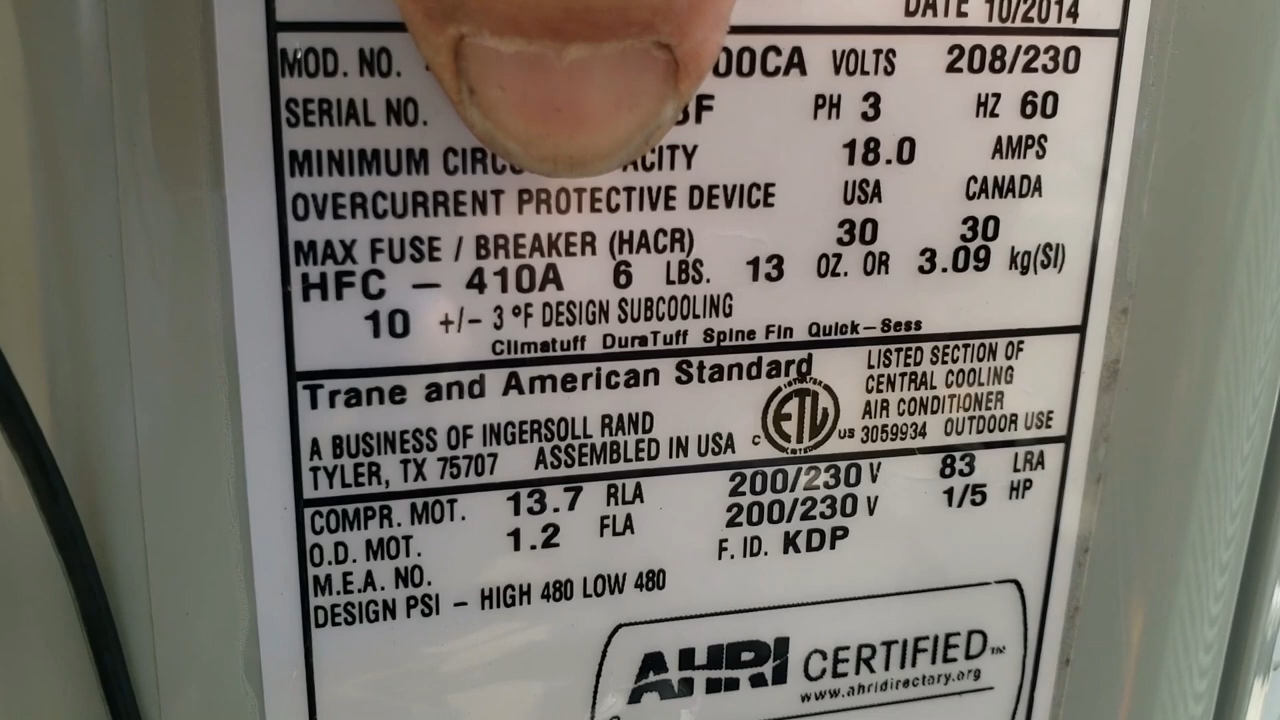 DATE 10/2014
MOD. NO. 00CA VOLTS 208/230
SERIAL NO. PH 3 HZ 60
MINIMUM 18.0 AMPS
OVERCURRENT PROTECTIVE DEVICE USA CANADA
MAX FUSE / BREAKER (HACR) 30 30
HFC – 410A 6 LBS. 13 OZ. OR 3.09 kg(SI)
10 +/– 3 °F DESIGN SUBCOOLING
Climatuff DuraTuff Spine Fin Quick–Sess
Trane and American Standard
A BUSINESS OF INGERSOLL RAND
TYLER, TX 75707 ASSEMBLED IN USA
C ETL US
LISTED SECTION OF
CENTRAL COOLING
AIR CONDITIONER
3059934 OUTDOOR USE
COMPR. MOT. 13.7 RLA 200/230 V 83 LRA
O.D. MOT. 1.2 FLA 200/230 V 1/5 HP
M.E.A. NO. F. ID. KDP
DESIGN PSI – HIGH 480 LOW 480
AHRI CERTIFIED™
www.ahridirectory.org